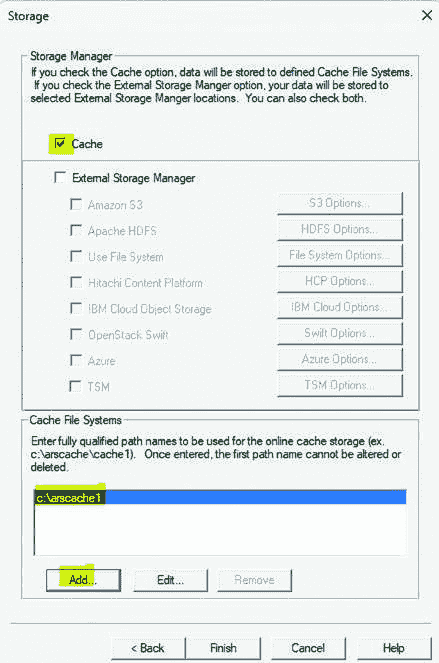 Storage
Storage Manager
If you check the Cache option, data will be stored to defined Cache File Systems.
If you check the External Storage Manger option, your data will be stored to
selected External Storage Manger locations. You can also check both.
Cache
External Storage Manager
Amazon S3
S3 Options...
Apache HDFS
HDFS Options...
Use File System
File System Options...
Hitachi Content Platform
HCP Options...
IBM Cloud Object Storage
IBM Cloud Options...
OpenStack Swift
Swift Options...
Azure
Azure Options...
TSM
TSM Options...
Cache File Systems
Enter fully qualified path names to be used for the online cache storage (ex.
c:\arscache\cache1). Once entered, the first path name cannot be altered or
deleted.
c:\arscache1
Add...
Edit...
Remove
< Back
Finish
Cancel
Help